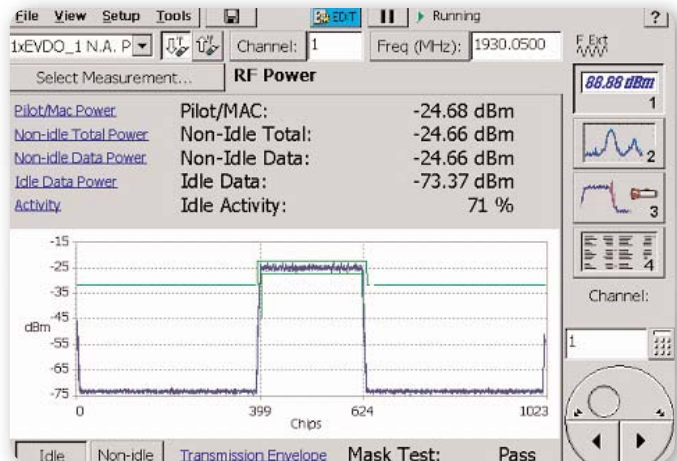 File View Setup Tools EDIT Running ?
1xEVDO_1 N.A. P Channel: 1 Freq (MHz): 1930.0500 F Ext
Select Measurement... RF Power
88.88 dBm
1
Pilot/Mac Power Pilot/MAC: -24.68 dBm
Non-idle Total Power Non-Idle Total: -24.66 dBm
Non-idle Data Power Non-Idle Data: -24.66 dBm
Idle Data Power Idle Data: -73.37 dBm
Activity Idle Activity: 71 %
2
3
4
-15
-25
-35
dBm -45
-55
-65
-75
0 399 624 1023
Chips
Channel:
1
Idle Non-idle Transmission Envelope Mask Test: Pass